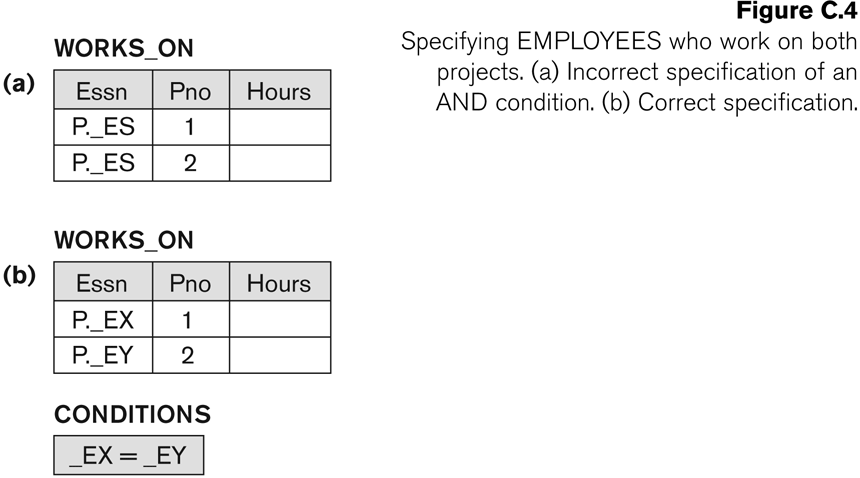 Figure C.4
Specifying EMPLOYEES who work on both
projects. (a) Incorrect specification of an
AND condition. (b) Correct specification.
WORKS_ON
(a)
Essn Pno Hours
P._ES 1
P._ES 2
WORKS_ON
(b)
Essn Pno Hours
P._EX 1
P._EY 2
CONDITIONS
_EX = _EY